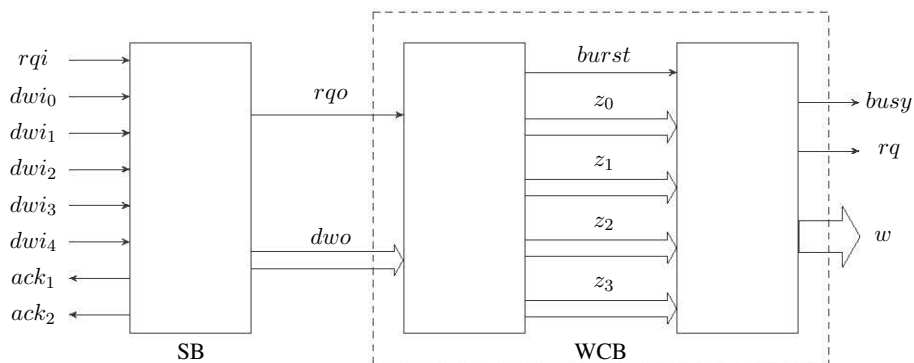 rqi
dwi₀
dwi₁
dwi₂
dwi₃
dwi₄
ack₁
ack₂
SB
rqo
dwo
burst
z₀
z₁
z₂
z₃
WCB
busy
rq
w